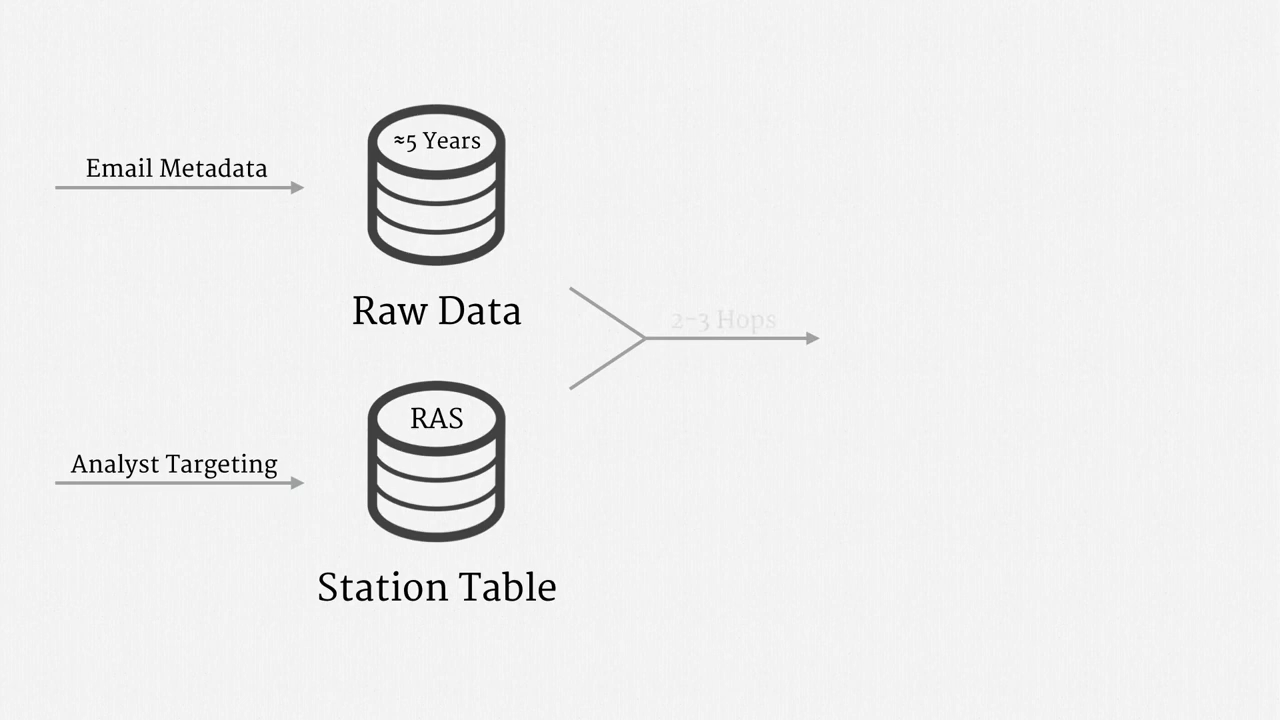 Email Metadata
≈5 Years
Raw Data
2-3 Hops
RAS
Analyst Targeting
Station Table